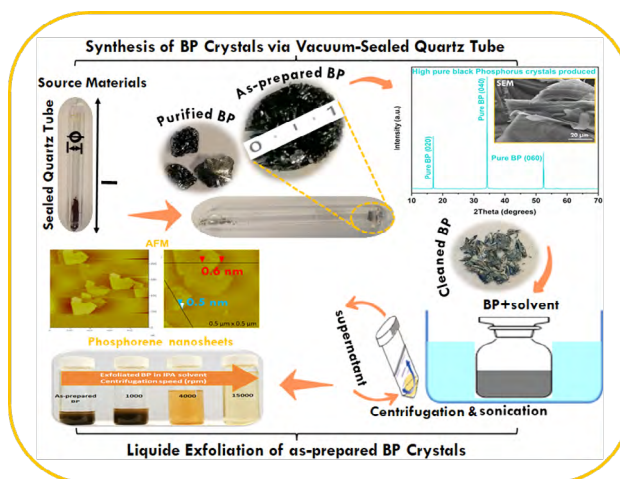 Synthesis of BP Crystals via Vacuum-Sealed Quartz Tube
Source Materials
Sealed Quartz Tube
Φ
Purified BP
As-prepared BP
0 1
High pure black Phosphorus crystals produced
Intensity (a.u.)
Pure BP (020)
Pure BP (040)
Pure BP (060)
SEM
20 μm
10 20 30 40 50 60 70
2Theta (degrees)
Cleaned BP
BP+solvent
AFM
0.6 nm
0.5 nm
0.5 μm x 0.5 μm
Phosphorene nanosheets
Exfoliated BP in IPA solvent
Centrifugation speed (rpm)
As-prepared
BP
1000
4000
15000
supernatant
Centrifugation & sonication
Liquide Exfoliation of as-prepared BP Crystals